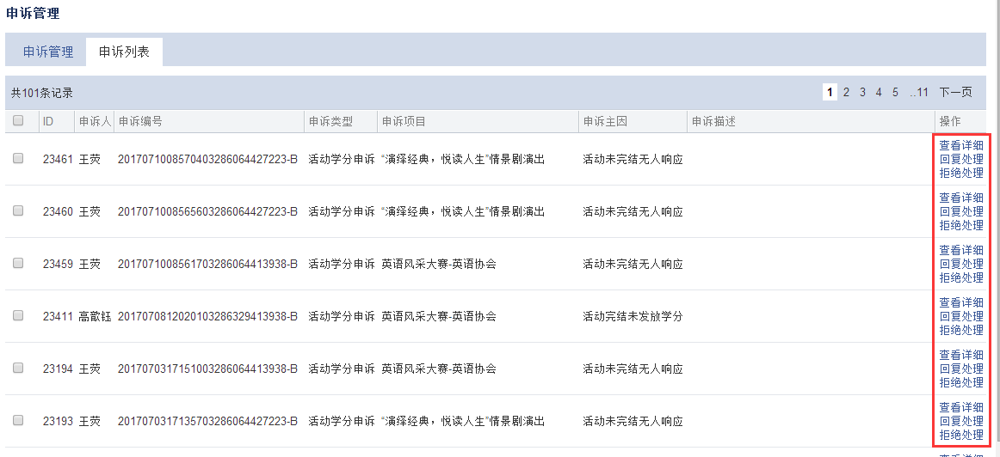 申诉管理
申诉管理 申诉列表
共101条记录 1 2 3 4 5 ..11 下一页
ID 申诉人 申诉编号 申诉类型 申诉项目 申诉主因 申诉描述 操作
23461 王荧 2017071008570403286064427223-B 活动学分申诉 “演绎经典，悦读人生”情景剧演出 活动未完结无人响应 查看详细
回复处理
拒绝处理
23460 王荧 2017071008565603286064427223-B 活动学分申诉 “演绎经典，悦读人生”情景剧演出 活动未完结无人响应 查看详细
回复处理
拒绝处理
23459 王荧 2017071008561703286064413938-B 活动学分申诉 英语风采大赛-英语协会 活动未完结无人响应 查看详细
回复处理
拒绝处理
23411 高歆钰 2017070812020103286329413938-B 活动学分申诉 英语风采大赛-英语协会 活动完结未发放学分 查看详细
回复处理
拒绝处理
23194 王荧 2017070317151003286064413938-B 活动学分申诉 英语风采大赛-英语协会 活动未完结无人响应 查看详细
回复处理
拒绝处理
23193 王荧 2017070317135703286064427223-B 活动学分申诉 “演绎经典，悦读人生”情景剧演出 活动未完结无人响应 查看详细
回复处理
拒绝处理